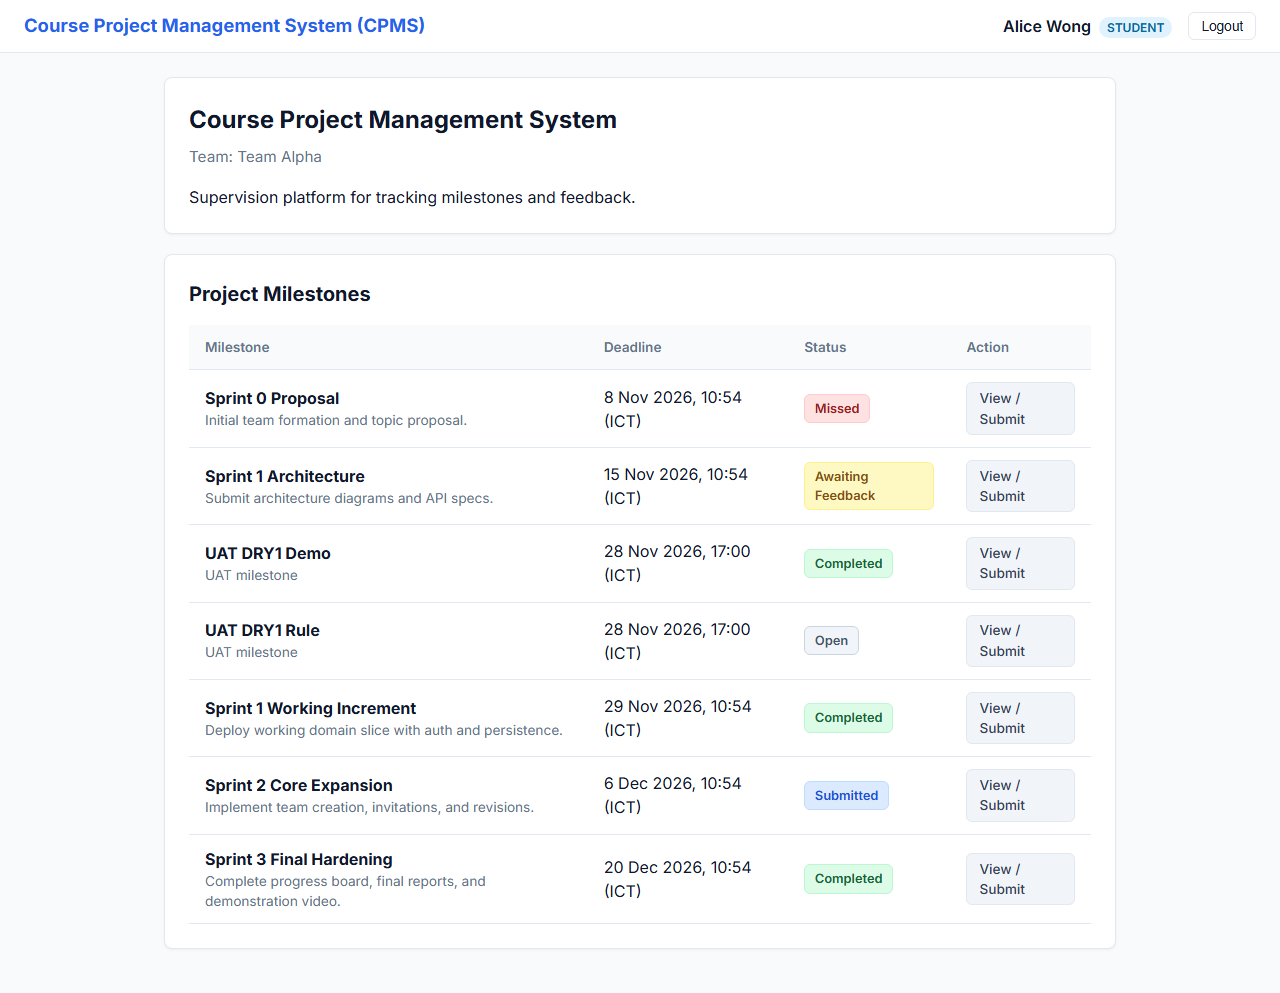 Course Project Management System (CPMS)
Alice Wong STUDENT Logout
Course Project Management System
Team: Team Alpha
Supervision platform for tracking milestones and feedback.
Project Milestones
Milestone Deadline Status Action
Sprint 0 Proposal
Initial team formation and topic proposal.
8 Nov 2026, 10:54
(ICT)
Missed
View /
Submit
Sprint 1 Architecture
Submit architecture diagrams and API specs.
15 Nov 2026, 10:54
(ICT)
Awaiting
Feedback
View /
Submit
UAT DRY1 Demo
UAT milestone
28 Nov 2026, 17:00
(ICT)
Completed
View /
Submit
UAT DRY1 Rule
UAT milestone
28 Nov 2026, 17:00
(ICT)
Open
View /
Submit
Sprint 1 Working Increment
Deploy working domain slice with auth and persistence.
29 Nov 2026, 10:54
(ICT)
Completed
View /
Submit
Sprint 2 Core Expansion
Implement team creation, invitations, and revisions.
6 Dec 2026, 10:54
(ICT)
Submitted
View /
Submit
Sprint 3 Final Hardening
Complete progress board, final reports, and
demonstration video.
20 Dec 2026, 10:54
(ICT)
Completed
View /
Submit